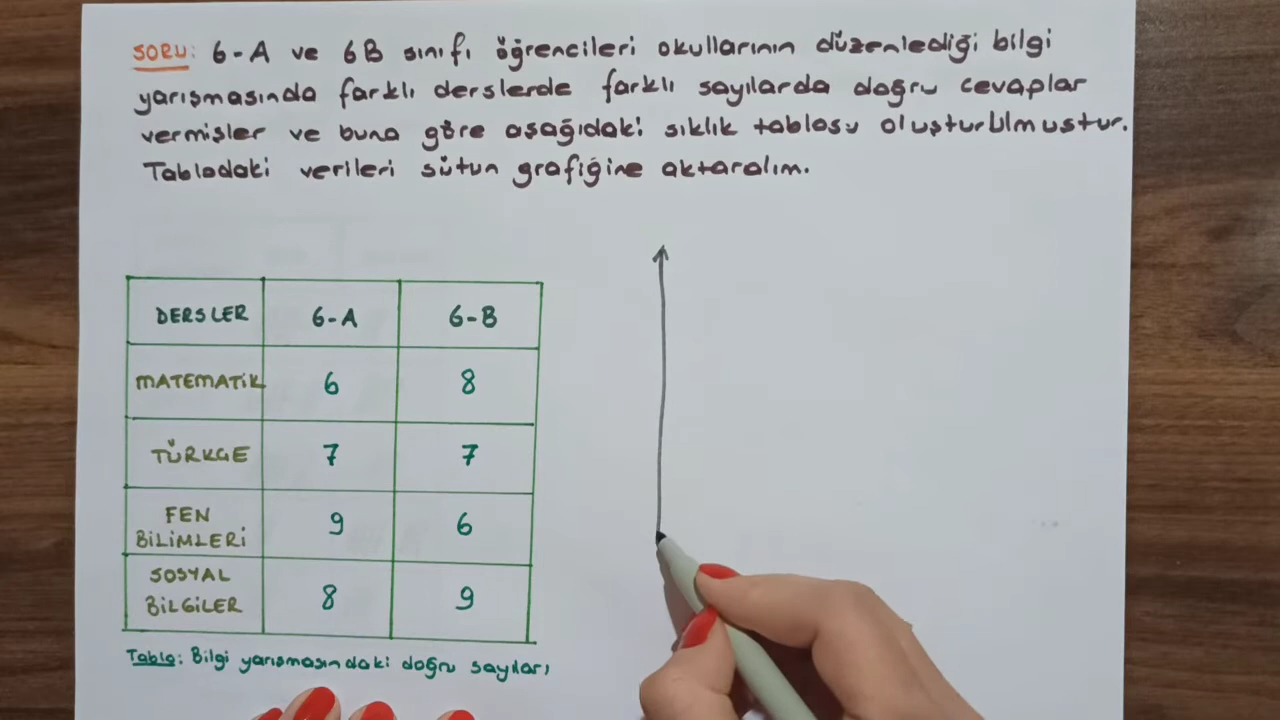 SORU: 6-A ve 6B sınıfı öğrencileri okullarının düzenlediği bilgi
yarışmasında farklı derslerde farklı sayılarda doğru cevaplar
vermişler ve buna göre aşağıdaki sıklık tablosu oluşturulmuştur.
Tablodaki verileri sütun grafiğine aktaralım.
DERSLER 6-A 6-B
MATEMATİK 6 8
TÜRKÇE 7 7
FEN
BİLİMLERİ 9 6
SOSYAL
BİLGİLER 8 9
Tablo: Bilgi yarışmasındaki doğru sayıları